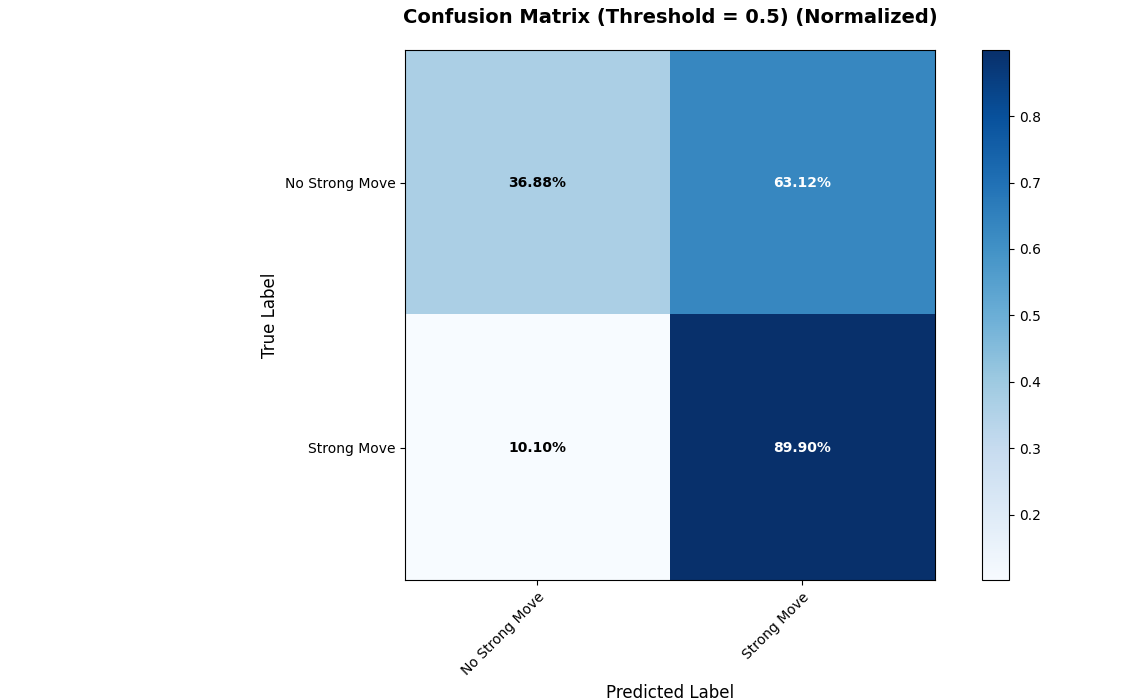 Confusion Matrix (Threshold = 0.5) (Normalized)
No Strong Move
36.88%
63.12%
Strong Move
10.10%
89.90%
True Label
No Strong Move
Strong Move
Predicted Label
0.8
0.7
0.6
0.5
0.4
0.3
0.2